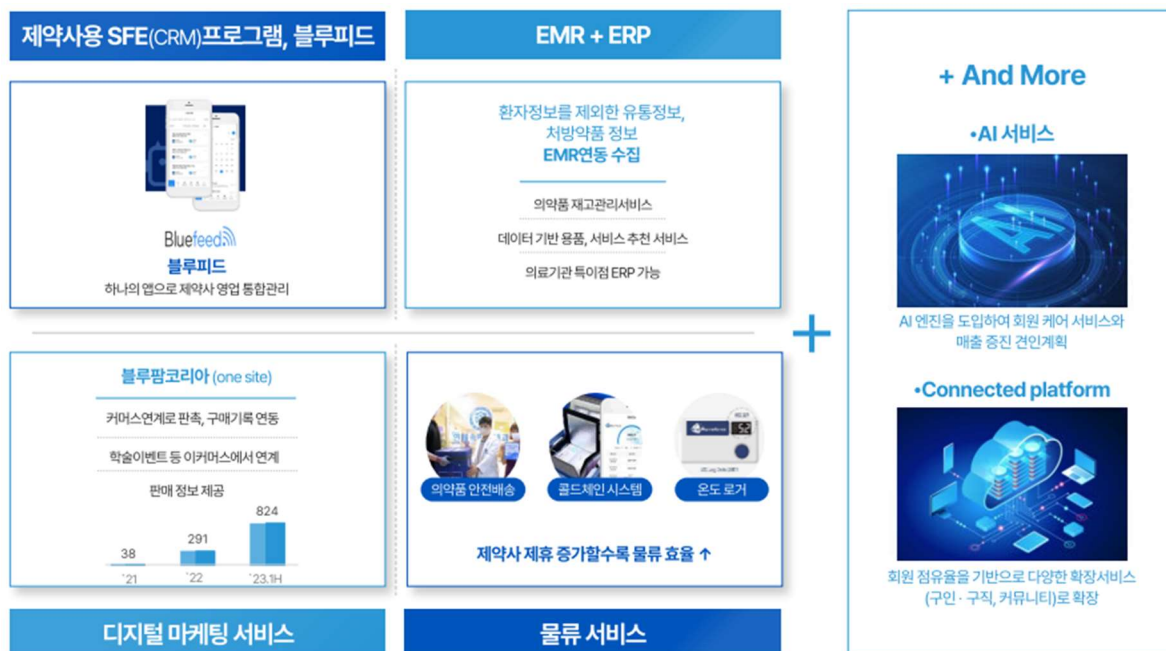 제약사용 SFE(CRM)프로그램, 블루피드
Bluefeed
블루피드
하나의 앱으로 제약사 영업 통합관리
EMR + ERP
환자정보를 제외한 유통정보,
처방약품 정보
EMR연동 수집
의약품 재고관리서비스
데이터 기반 용품, 서비스 추천 서비스
의료기관 특이점 ERP 가능
블루팜코리아 (one site)
커머스연계로 판촉, 구매기록 연동
학술이벤트 등 이커머스에서 연계
판매 정보 제공
38
291
824
`21
`22
`23.1H
디지털 마케팅 서비스
의약품 안전배송
콜드체인 시스템
온도 로거
제약사 제휴 증가할수록 물류 효율 ↑
물류 서비스
+
+ And More
•AI 서비스
AI
AI 엔진을 도입하여 회원 케어 서비스와
매출 증진 견인계획
•Connected platform
회원 점유율을 기반으로 다양한 확장서비스
(구인 · 구직, 커뮤니티)로 확장